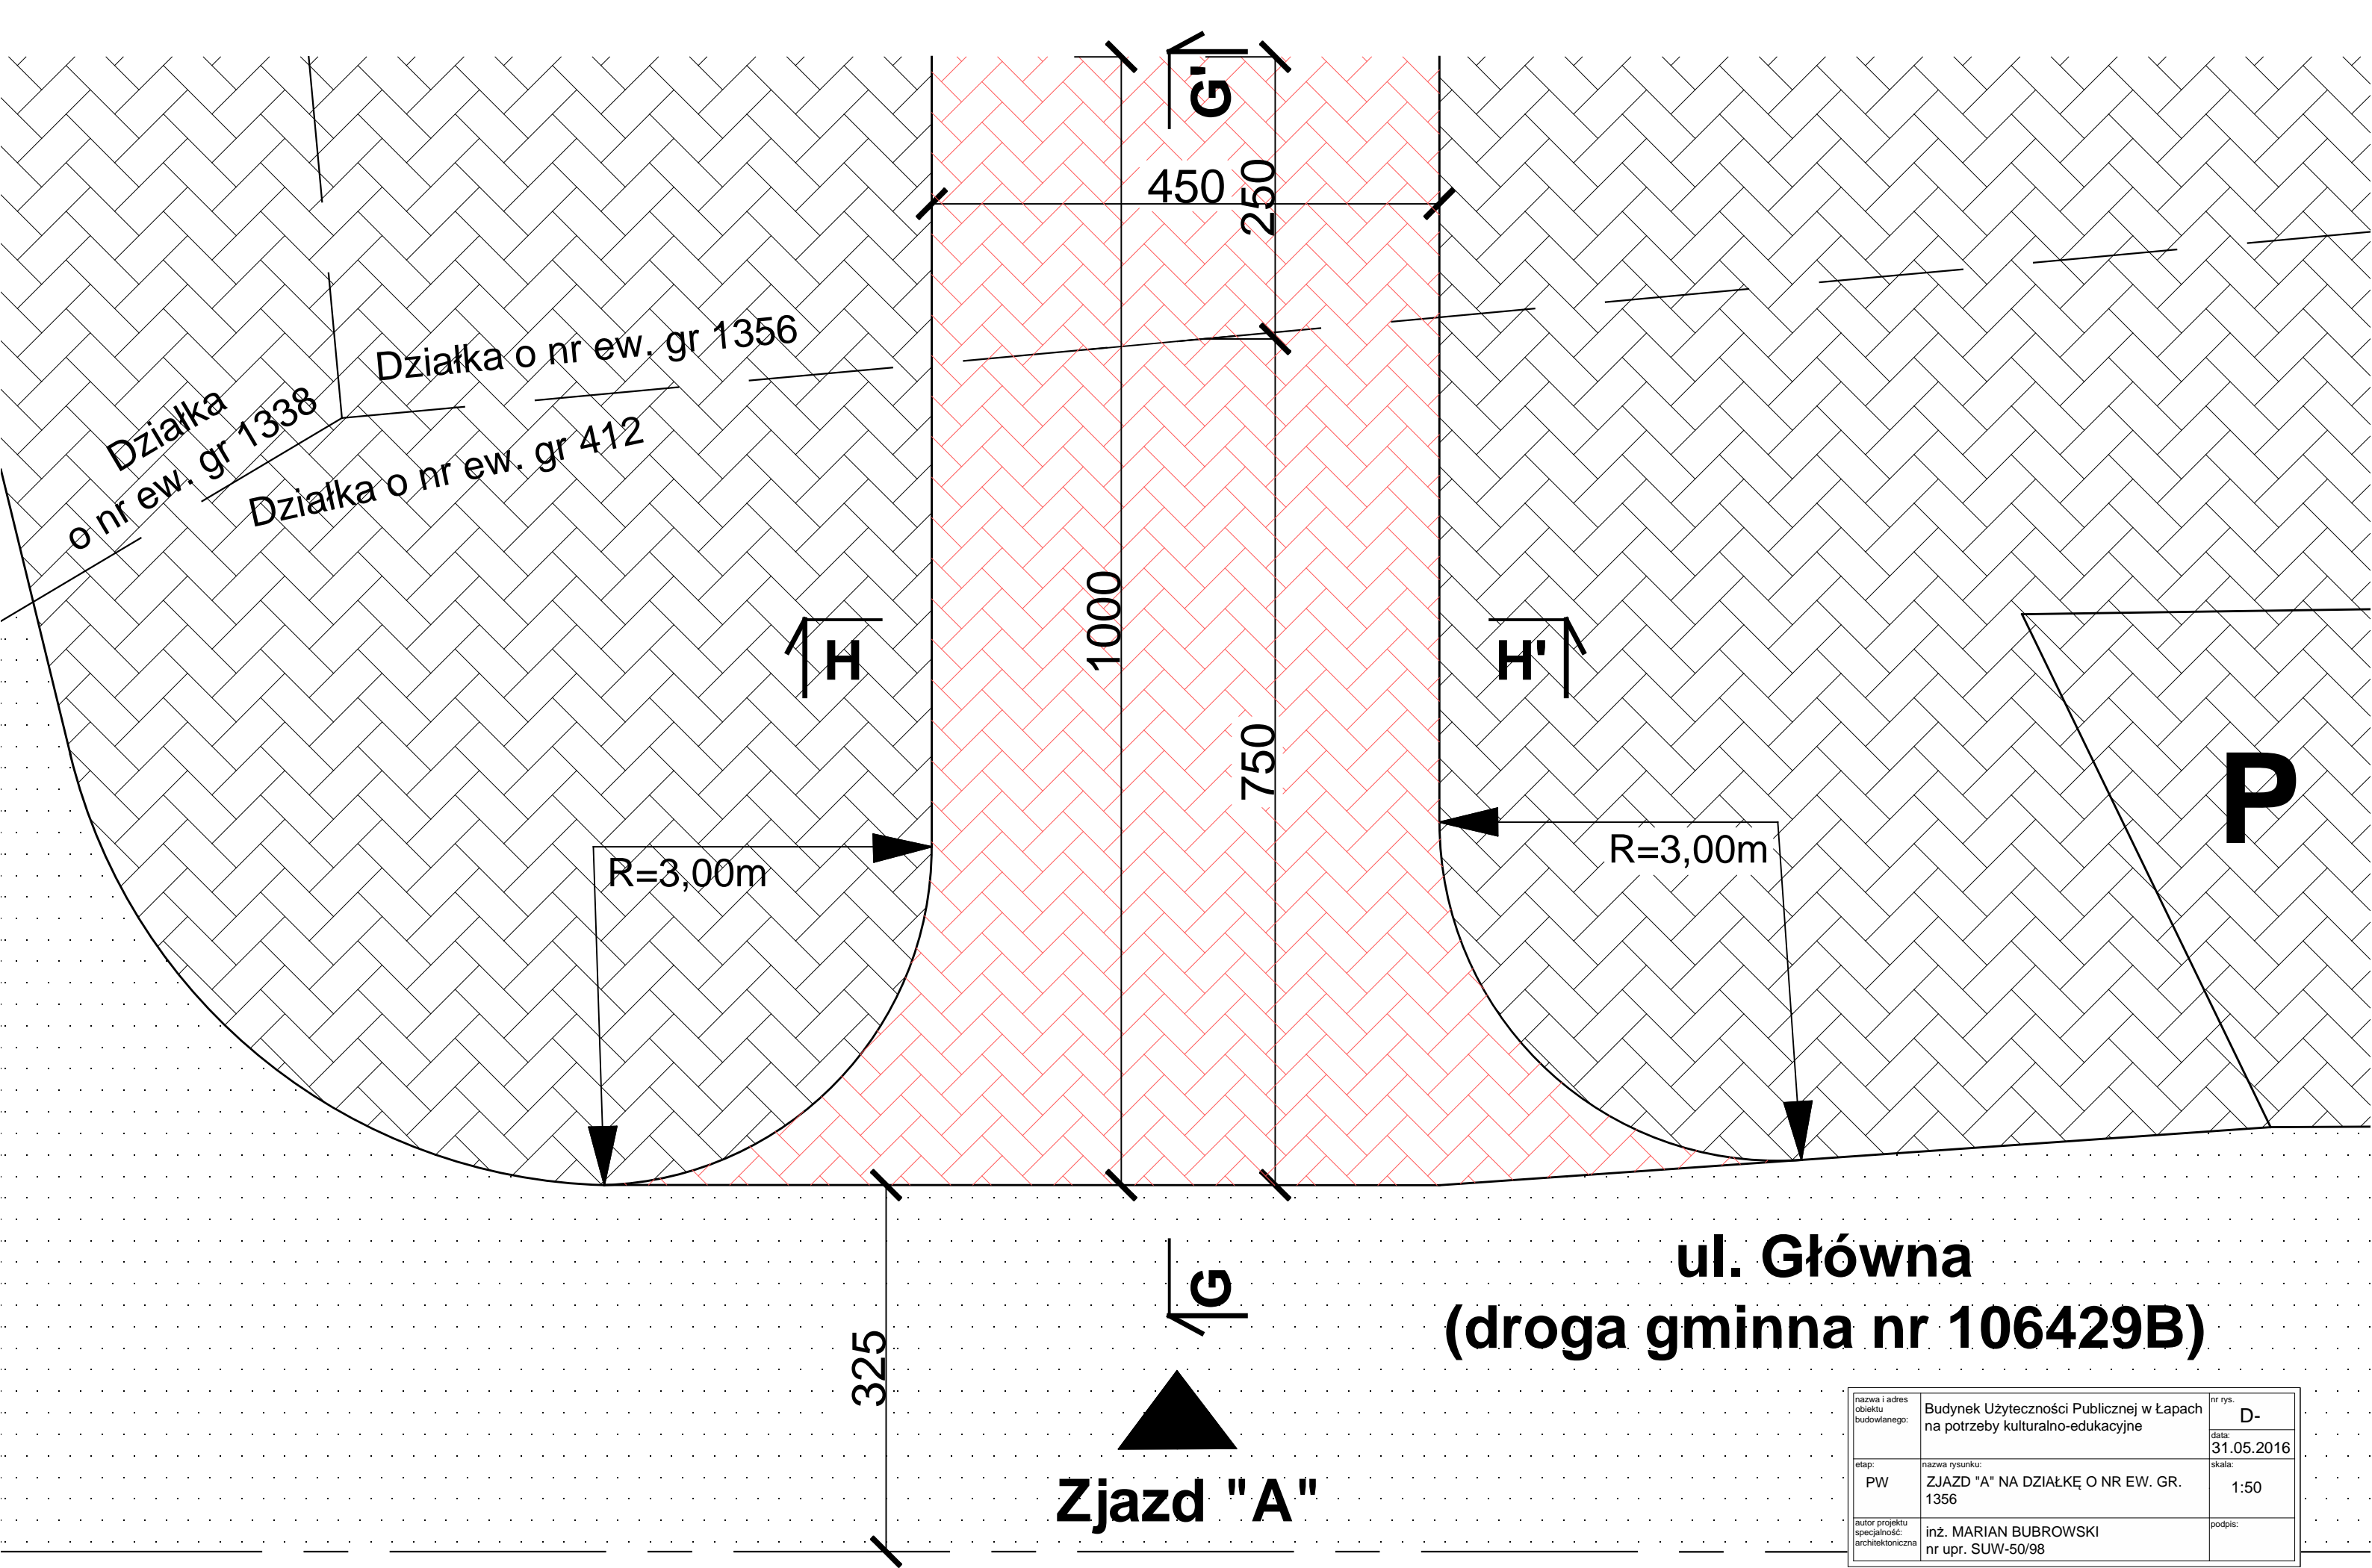 G'
450
250
Działka o nr ew. gr 1356
Działka
o nr ew. gr 1338
Działka o nr ew. gr 412
1000
H
H'
750
P
R=3,00m
R=3,00m
G
ul. Główna
(droga gminna nr 106429B)
325
Zjazd "A"
nazwa i adres
obiektu
budowlanego:
Budynek Użyteczności Publicznej w Łapach
na potrzeby kulturalno-edukacyjne
nr rys.
D-
data:
31.05.2016
etap:
PW
nazwa rysunku:
ZJAZD "A" NA DZIAŁKĘ O NR EW. GR.
1356
skala:
1:50
autor projektu
specjalność:
architektoniczna
inż. MARIAN BUBROWSKI
nr upr. SUW-50/98
podpis: